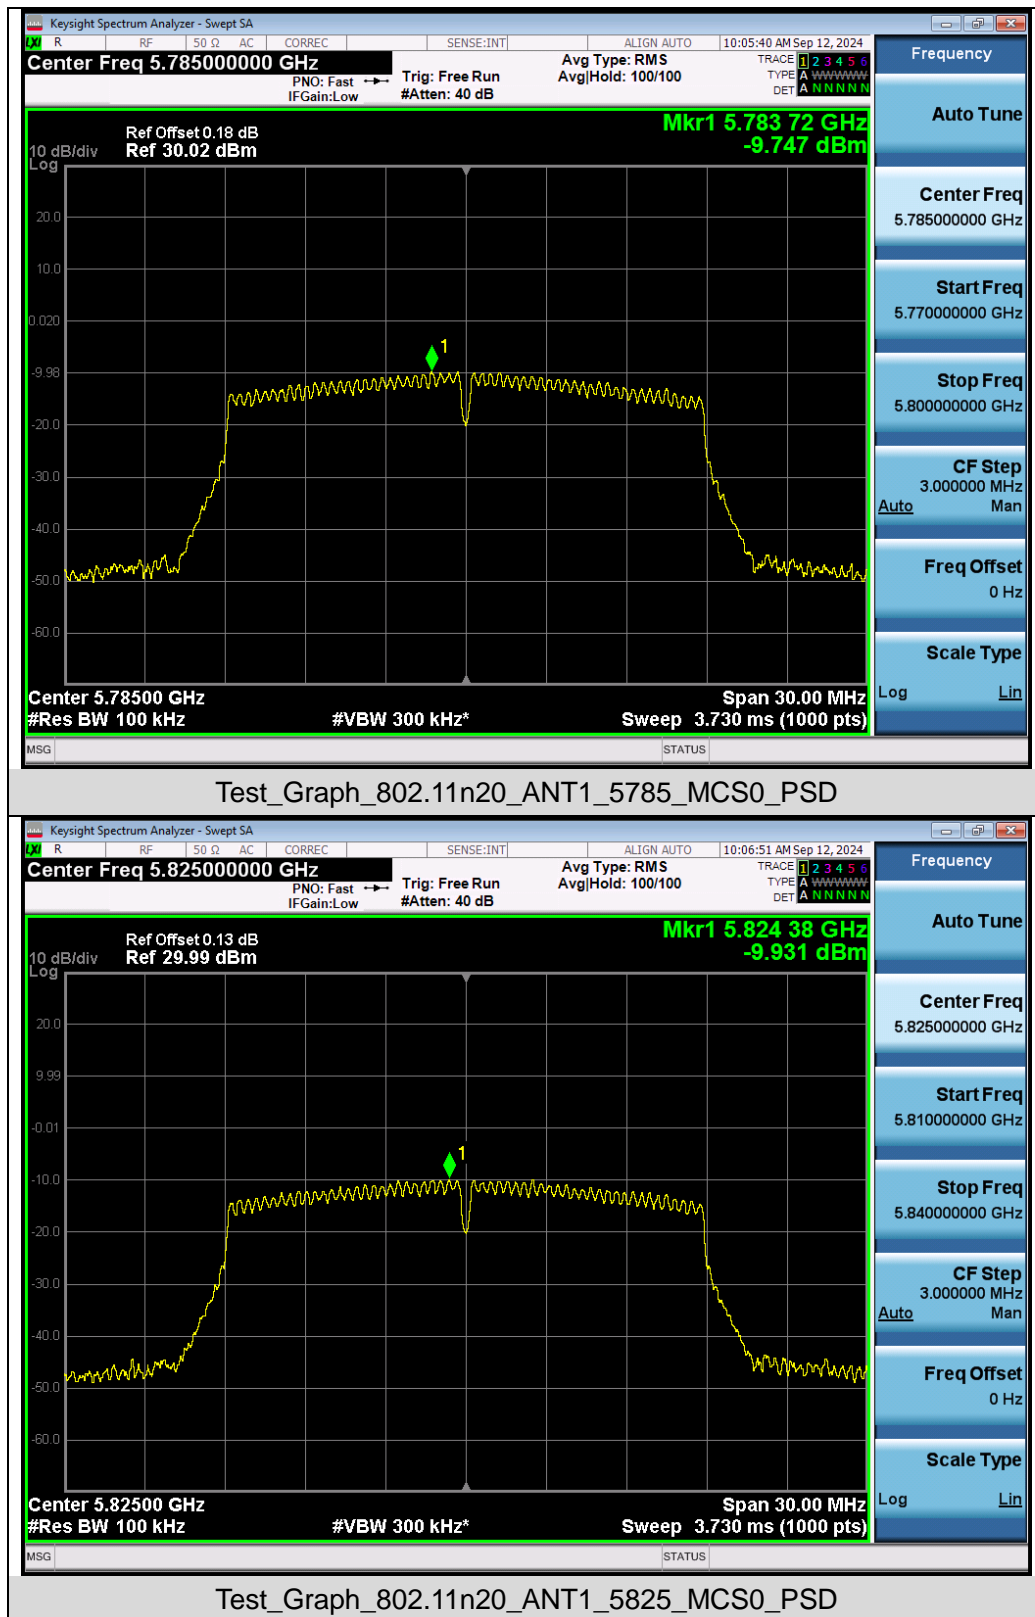 Keysight Spectrum Analyzer - Swept SA
LXI R RF 50 Ω AC CORREC SENSE:INT ALIGN AUTO 10:05:40 AM Sep 12, 2024
Center Freq 5.785000000 GHz
PNO: Fast
IFGain:Low
Trig: Free Run
#Atten: 40 dB
Avg Type: RMS
Avg|Hold: 100/100
TRACE 1 2 3 4 5 6
TYPE A WWWWW
DET A N N N N N
Ref Offset 0.18 dB
Ref 30.02 dBm
10 dB/div
Log
Mkr1 5.783 72 GHz
-9.747 dBm
20.0
10.0
0.020
1
-9.98
-20.0
-30.0
-40.0
-50.0
-60.0
Center 5.78500 GHz Span 30.00 MHz
#Res BW 100 kHz #VBW 300 kHz* Sweep 3.730 ms (1000 pts)
MSG STATUS
Frequency
Auto Tune
Center Freq
5.785000000 GHz
Start Freq
5.770000000 GHz
Stop Freq
5.800000000 GHz
CF Step
3.000000 MHz
Auto Man
Freq Offset
0 Hz
Scale Type
Log Lin
Test_Graph_802.11n20_ANT1_5785_MCS0_PSD
Keysight Spectrum Analyzer - Swept SA
LXI R RF 50 Ω AC CORREC SENSE:INT ALIGN AUTO 10:06:51 AM Sep 12, 2024
Center Freq 5.825000000 GHz
PNO: Fast
IFGain:Low
Trig: Free Run
#Atten: 40 dB
Avg Type: RMS
Avg|Hold: 100/100
TRACE 1 2 3 4 5 6
TYPE A WWWWW
DET A N N N N N
Ref Offset 0.13 dB
Ref 29.99 dBm
10 dB/div
Log
Mkr1 5.824 38 GHz
-9.931 dBm
20.0
9.99
-0.01
1
-10.0
-20.0
-30.0
-40.0
-50.0
-60.0
Center 5.82500 GHz Span 30.00 MHz
#Res BW 100 kHz #VBW 300 kHz* Sweep 3.730 ms (1000 pts)
MSG STATUS
Frequency
Auto Tune
Center Freq
5.825000000 GHz
Start Freq
5.810000000 GHz
Stop Freq
5.840000000 GHz
CF Step
3.000000 MHz
Auto Man
Freq Offset
0 Hz
Scale Type
Log Lin
Test_Graph_802.11n20_ANT1_5825_MCS0_PSD